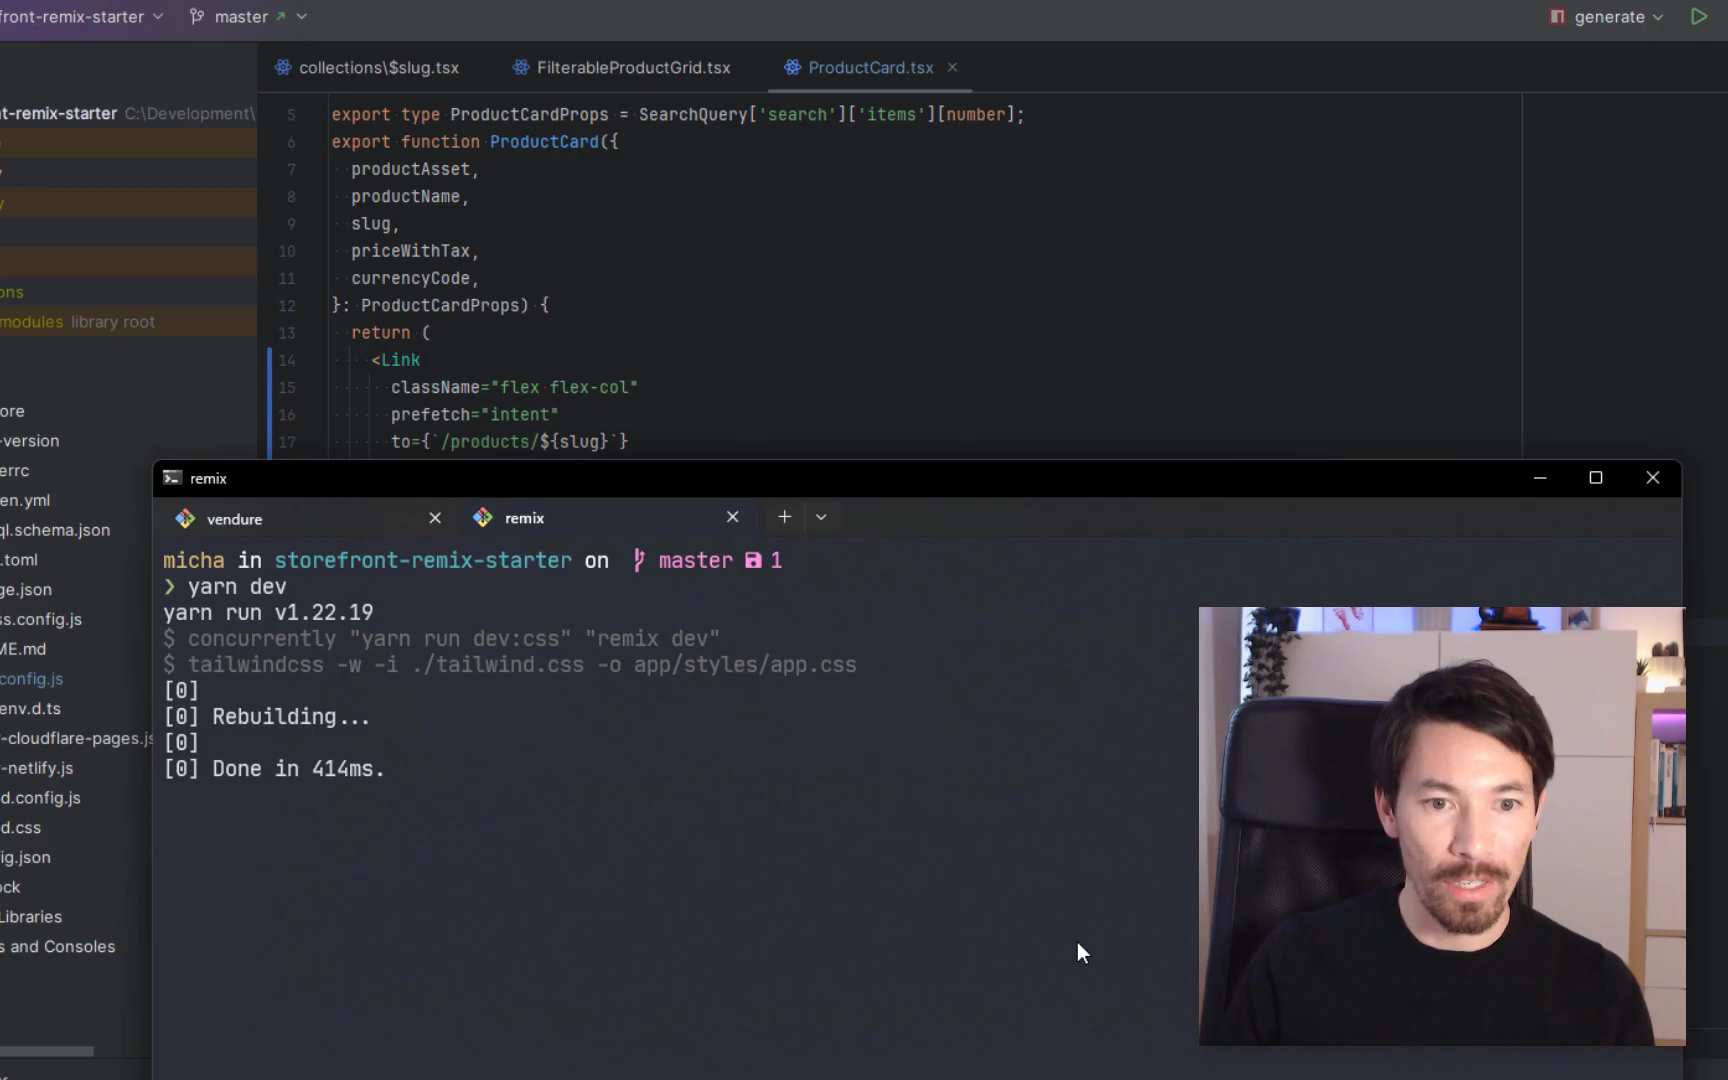 front-remix-starter
master
generate
collections\$slug.tsx
FilterableProductGrid.tsx
ProductCard.tsx
t-remix-starter C:\Development\
ons
modules library root
ore
-version
errc
en.yml
ql.schema.json
.toml
ge.json
s.config.js
ME.md
config.js
env.d.ts
-cloudflare-pages.js
-netlify.js
d.config.js
d.css
ig.json
ock
Libraries
s and Consoles
5 export type ProductCardProps = SearchQuery['search']['items'][number];
6 export function ProductCard({
7 productAsset,
8 productName,
9 slug,
10 priceWithTax,
11 currencyCode,
12 }: ProductCardProps) {
13 return (
14 <Link
15 className="flex flex-col"
16 prefetch="intent"
17 to={`/products/${slug}`}
remix
vendure
remix
micha in storefront-remix-starter on master 1
❯ yarn dev
yarn run v1.22.19
$ concurrently "yarn run dev:css" "remix dev"
$ tailwindcss -w -i ./tailwind.css -o app/styles/app.css
[0]
[0] Rebuilding...
[0]
[0] Done in 414ms.